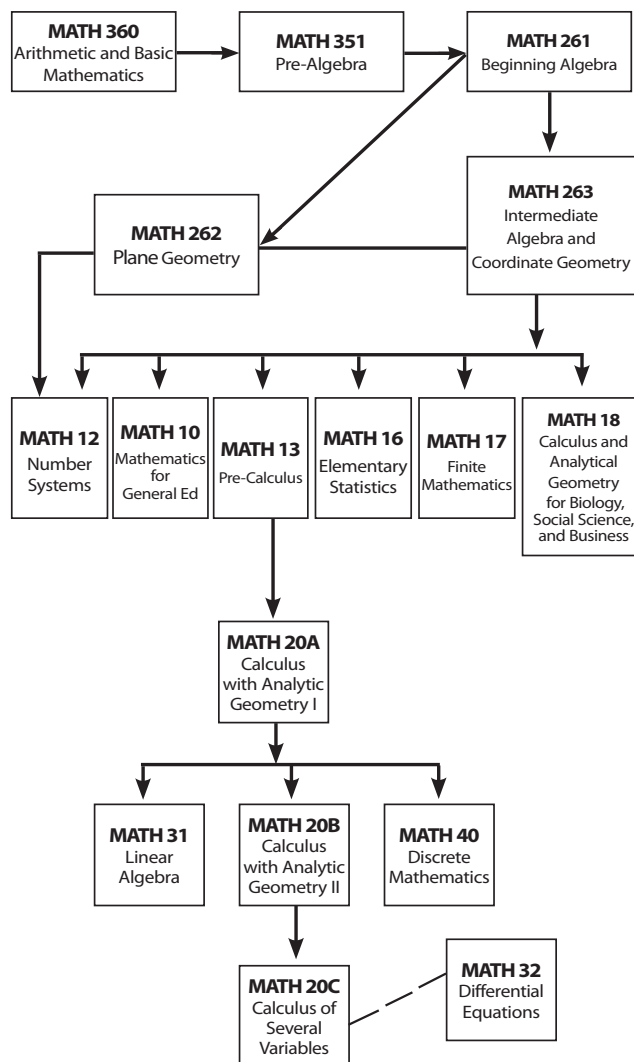 MATH 360
Arithmetic and Basic
Mathematics
MATH 351
Pre-Algebra
MATH 261
Beginning Algebra
MATH 262
Plane Geometry
MATH 263
Intermediate
Algebra and
Coordinate Geometry
MATH 12
Number
Systems
MATH 10
Mathematics
for
General Ed
MATH 13
Pre-Calculus
MATH 16
Elementary
Statistics
MATH 17
Finite
Mathematics
MATH 18
Calculus and
Analytical
Geometry
for Biology,
Social Science,
and Business
MATH 20A
Calculus
with Analytic
Geometry I
MATH 31
Linear
Algebra
MATH 20B
Calculus
with Analytic
Geometry II
MATH 40
Discrete
Mathematics
MATH 20C
Calculus of
Several
Variables
MATH 32
Differential
Equations